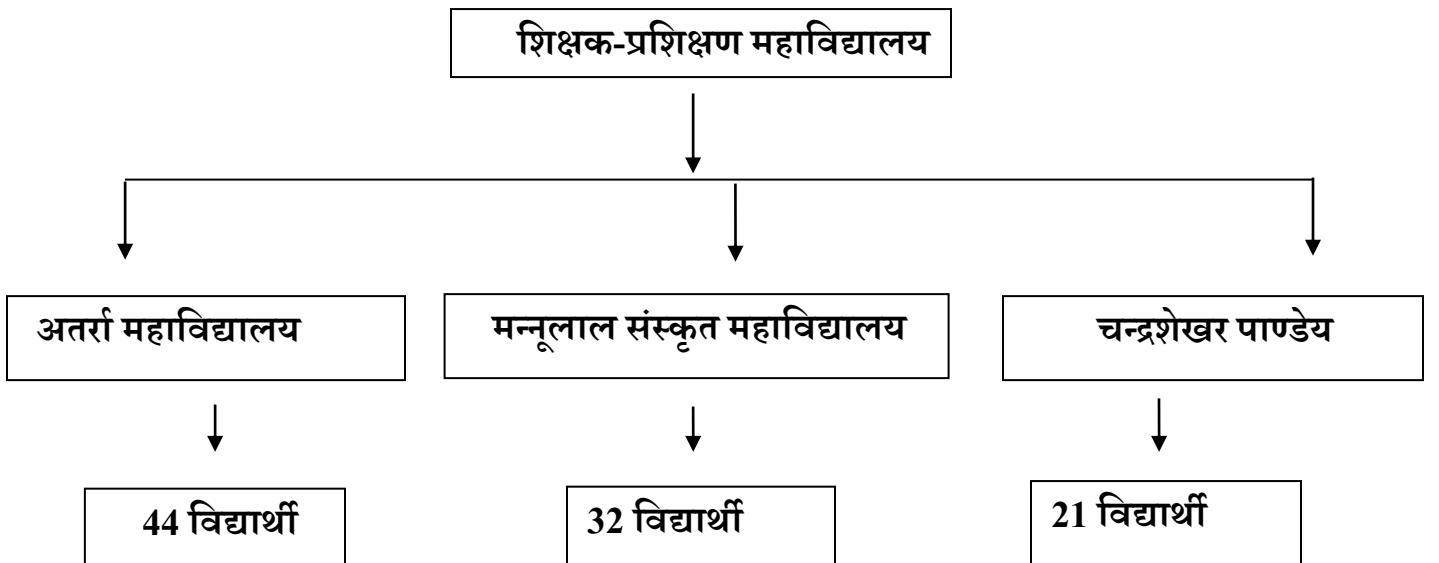 शिक्षक-प्रशिक्षण महाविद्यालय
अतर्रा महाविद्यालय
मन्नूलाल संस्कृत महाविद्यालय
चन्द्रशेखर पाण्डेय
44 विद्यार्थी
32 विद्यार्थी
21 विद्यार्थी